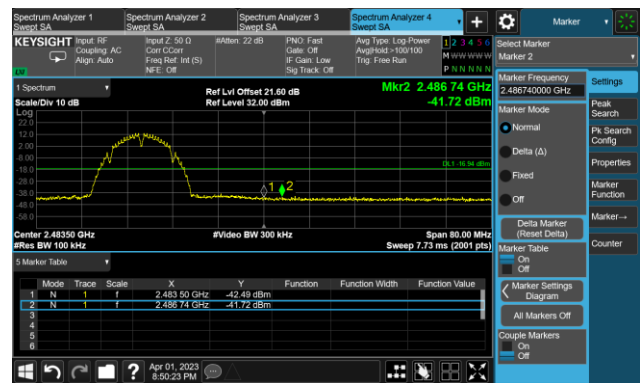 Spectrum Analyzer 1
Swept SA
Spectrum Analyzer 2
Swept SA
Spectrum Analyzer 3
Swept SA
Spectrum Analyzer 4
Swept SA
Marker
KEYSIGHT
Input: RF
Coupling: AC
Align: Auto
Input Z: 50 Ω
Corr CCorr
Freq Ref: Int (S)
NFE: Off
#Atten: 22 dB
PNO: Fast
Gate: Off
IF Gain: Low
Sig Track: Off
Avg Type: Log-Power
Avg|Hold:>100/100
Trig: Free Run
1 2 3 4 5 6
M W W W W W
P N N N N N
LXI
Select Marker
Marker 2
1 Spectrum
Scale/Div 10 dB
Log
Ref Lvl Offset 21.60 dB
Ref Level 32.00 dBm
Mkr2 2.486 74 GHz
-41.72 dBm
22.0
12.0
2.00
-8.00
-18.0
-28.0
-38.0
-48.0
-58.0
DL1 -16.94 dBm
1
2
Center 2.48350 GHz
#Res BW 100 kHz
#Video BW 300 kHz
Span 80.00 MHz
Sweep 7.73 ms (2001 pts)
5 Marker Table
Mode Trace Scale X Y Function Function Width Function Value
1 N 1 f 2.483 50 GHz -42.49 dBm
2 N 1 f 2.486 74 GHz -41.72 dBm
3
4
5
6
Marker Frequency
2.486740000 GHz
Marker Mode
Normal
Delta (Δ)
Fixed
Off
Delta Marker
(Reset Delta)
Marker Table
On
Off
Marker Settings
Diagram
All Markers Off
Couple Markers
On
Off
Settings
Peak
Search
Pk Search
Config
Properties
Marker
Function
Marker→
Counter
?
Apr 01, 2023
8:50:23 PM